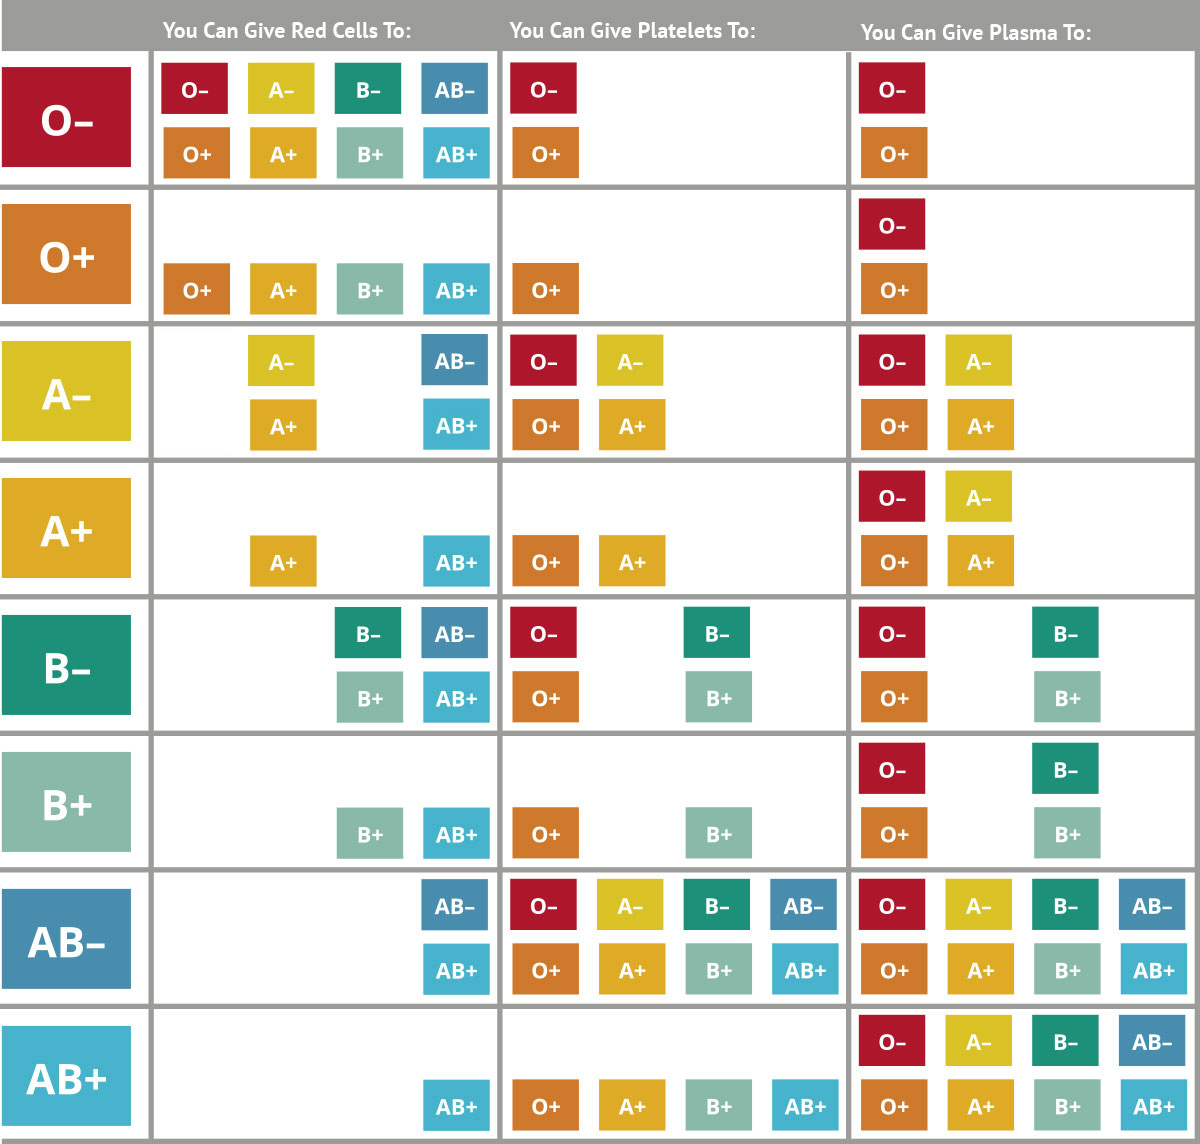 You Can Give Red Cells To: You Can Give Platelets To: You Can Give Plasma To:
O– A– B– AB– O– O–
O–
O+ A+ B+ AB+ O+ O+
O–
O+
O+ A+ B+ AB+ O+ O+
A– AB– O– A– O– A–
A–
A+ AB+ O+ A+ O+ A+
O– A–
A+
A+ AB+ O+ A+ O+ A+
B– AB– O– B– O– B–
B–
B+ AB+ O+ B+ O+ B+
O– B–
B+
B+ AB+ O+ B+ O+ B+
AB– O– A– B– AB– O– A– B– AB–
AB–
AB+ O+ A+ B+ AB+ O+ A+ B+ AB+
O– A– B– AB–
AB+
AB+ O+ A+ B+ AB+ O+ A+ B+ AB+